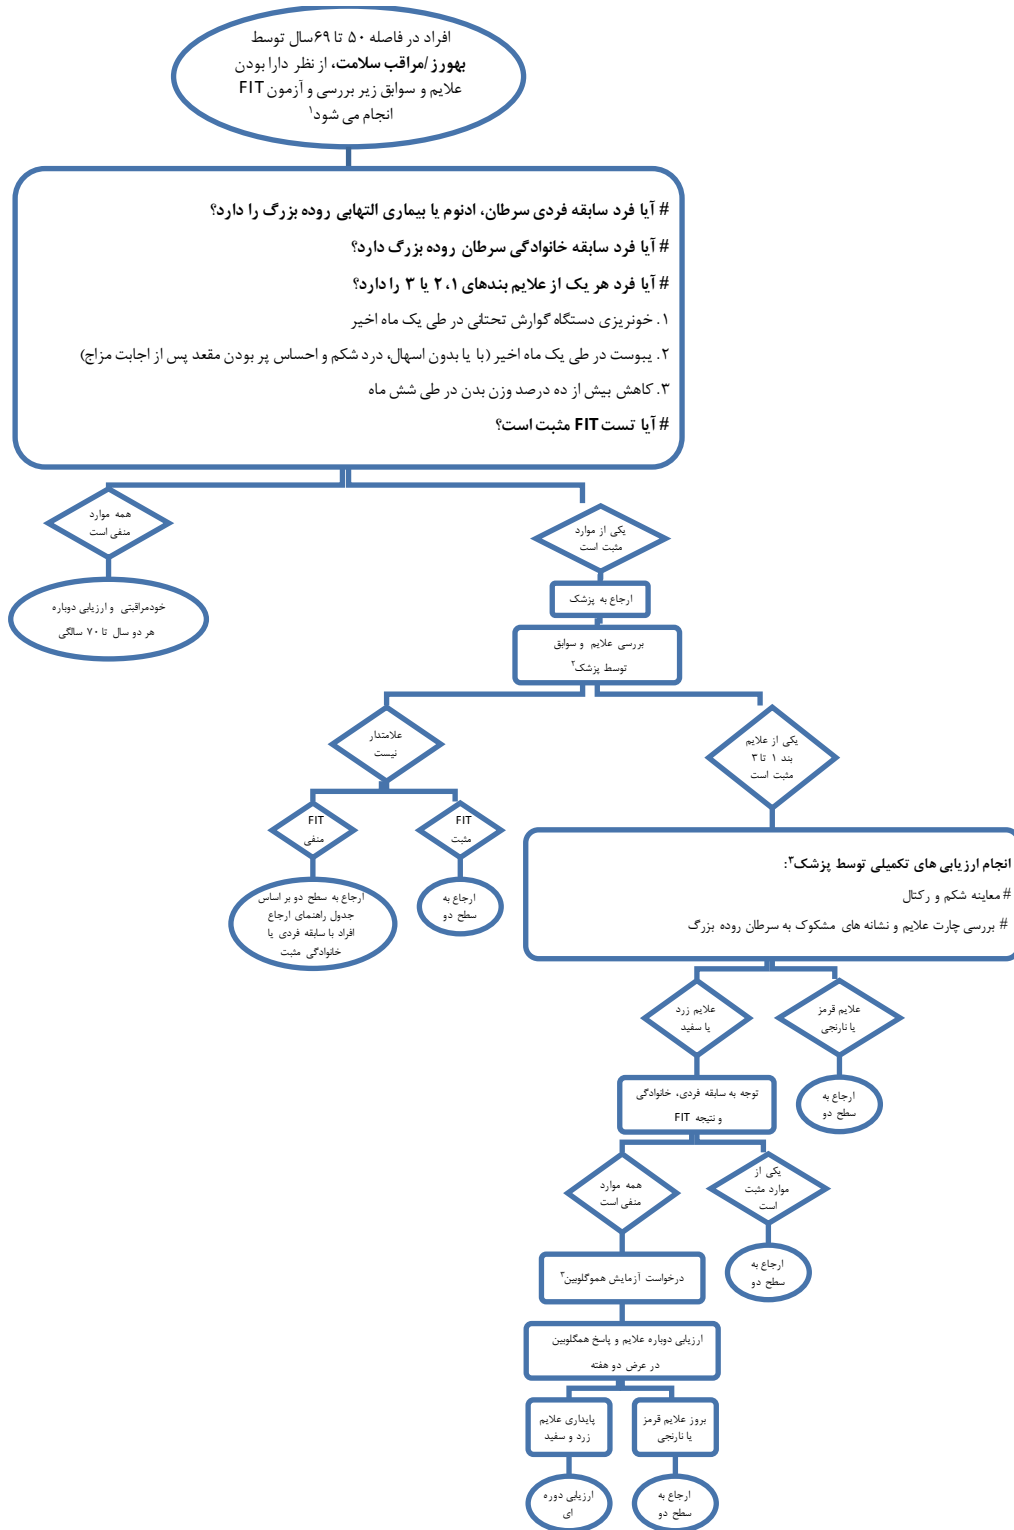 افراد در فاصله ۵۰ تا ۶۹سال توسط
بهورز/مراقب سلامت، از نظر دارا بودن
علایم و سوابق زیر بررسی و آزمون FIT
انجام می شود۱
# آیا فرد سابقه فردی سرطان، ادنوم یا بیماری التهابی روده بزرگ را دارد؟
# آیا فرد سابقه خانوادگی سرطان روده بزرگ دارد؟
# آیا فرد هر یک از علایم بندهای ۱، ۲ یا ۳ را دارد؟
۱. خونریزی دستگاه گوارش تحتانی در طی یک ماه اخیر
۲. یبوست در طی یک ماه اخیر (با یا بدون اسهال، درد شکم و احساس پر بودن مقعد پس از اجابت مزاج)
۳. کاهش بیش از ده درصد وزن بدن در طی شش ماه
# آیا تست FIT مثبت است؟
یکی از موارد
مثبت است
همه موارد
منفی است
ارجاع به پزشک
خودمراقبتی و ارزیابی دوباره
هر دو سال تا ۷۰ سالگی
بررسی علایم و سوابق
توسط پزشک۲
یکی از علایم
بند ۱ تا ۳
مثبت است
علامتدار
نیست
FIT
مثبت
FIT
منفی
ارجاع به
سطح دو
ارجاع به سطح دو بر اساس
جدول راهنمای ارجاع
افراد با سابقه فردی یا
خانوادگی مثبت
انجام ارزیابی های تکمیلی توسط پزشک۳:
# معاینه شکم و رکتال
# بررسی چارت علایم و نشانه های مشکوک به سرطان روده بزرگ
علایم قرمز
یا نارنجی
علایم زرد
یا سفید
ارجاع به
سطح دو
توجه به سابقه فردی، خانوادگی
و نتیجه FIT
یکی از
موارد مثبت
است
همه موارد
منفی است
ارجاع به
سطح دو
درخواست آزمایش هموگلوبین۳
ارزیابی دوباره علایم و پاسخ همگلوبین
در عرض دو هفته
بروز علایم قرمز
یا نارنجی
پایداری علایم
زرد و سفید
ارجاع به
سطح دو
ارزیابی دوره
ای